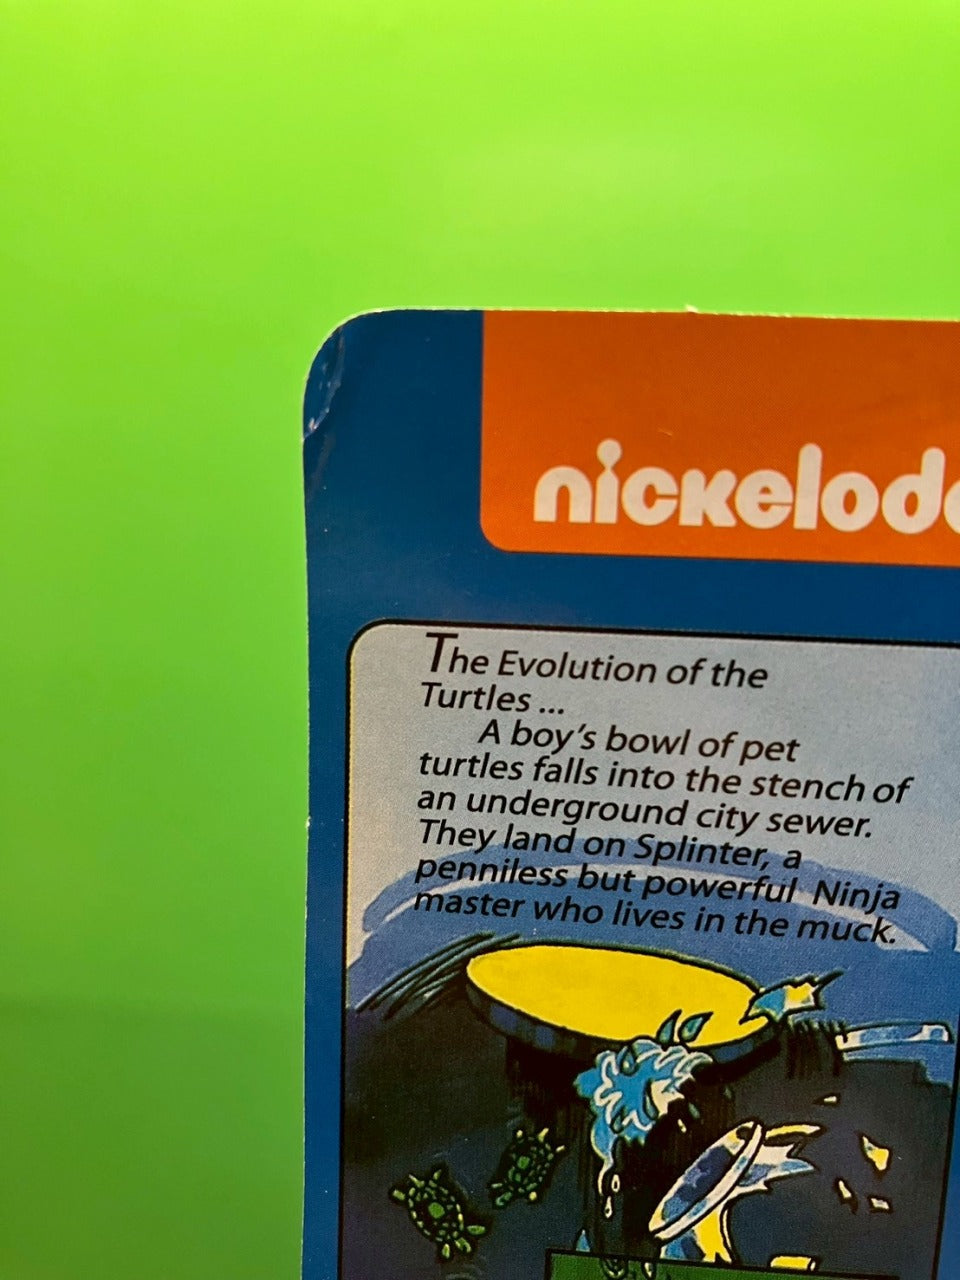 nickelod
The Evolution of the
Turtles ...
A boy's bowl of pet
turtles falls into the stench of
an underground city sewer.
They land on Splinter, a
penniless but powerful Ninja
master who lives in the muck.